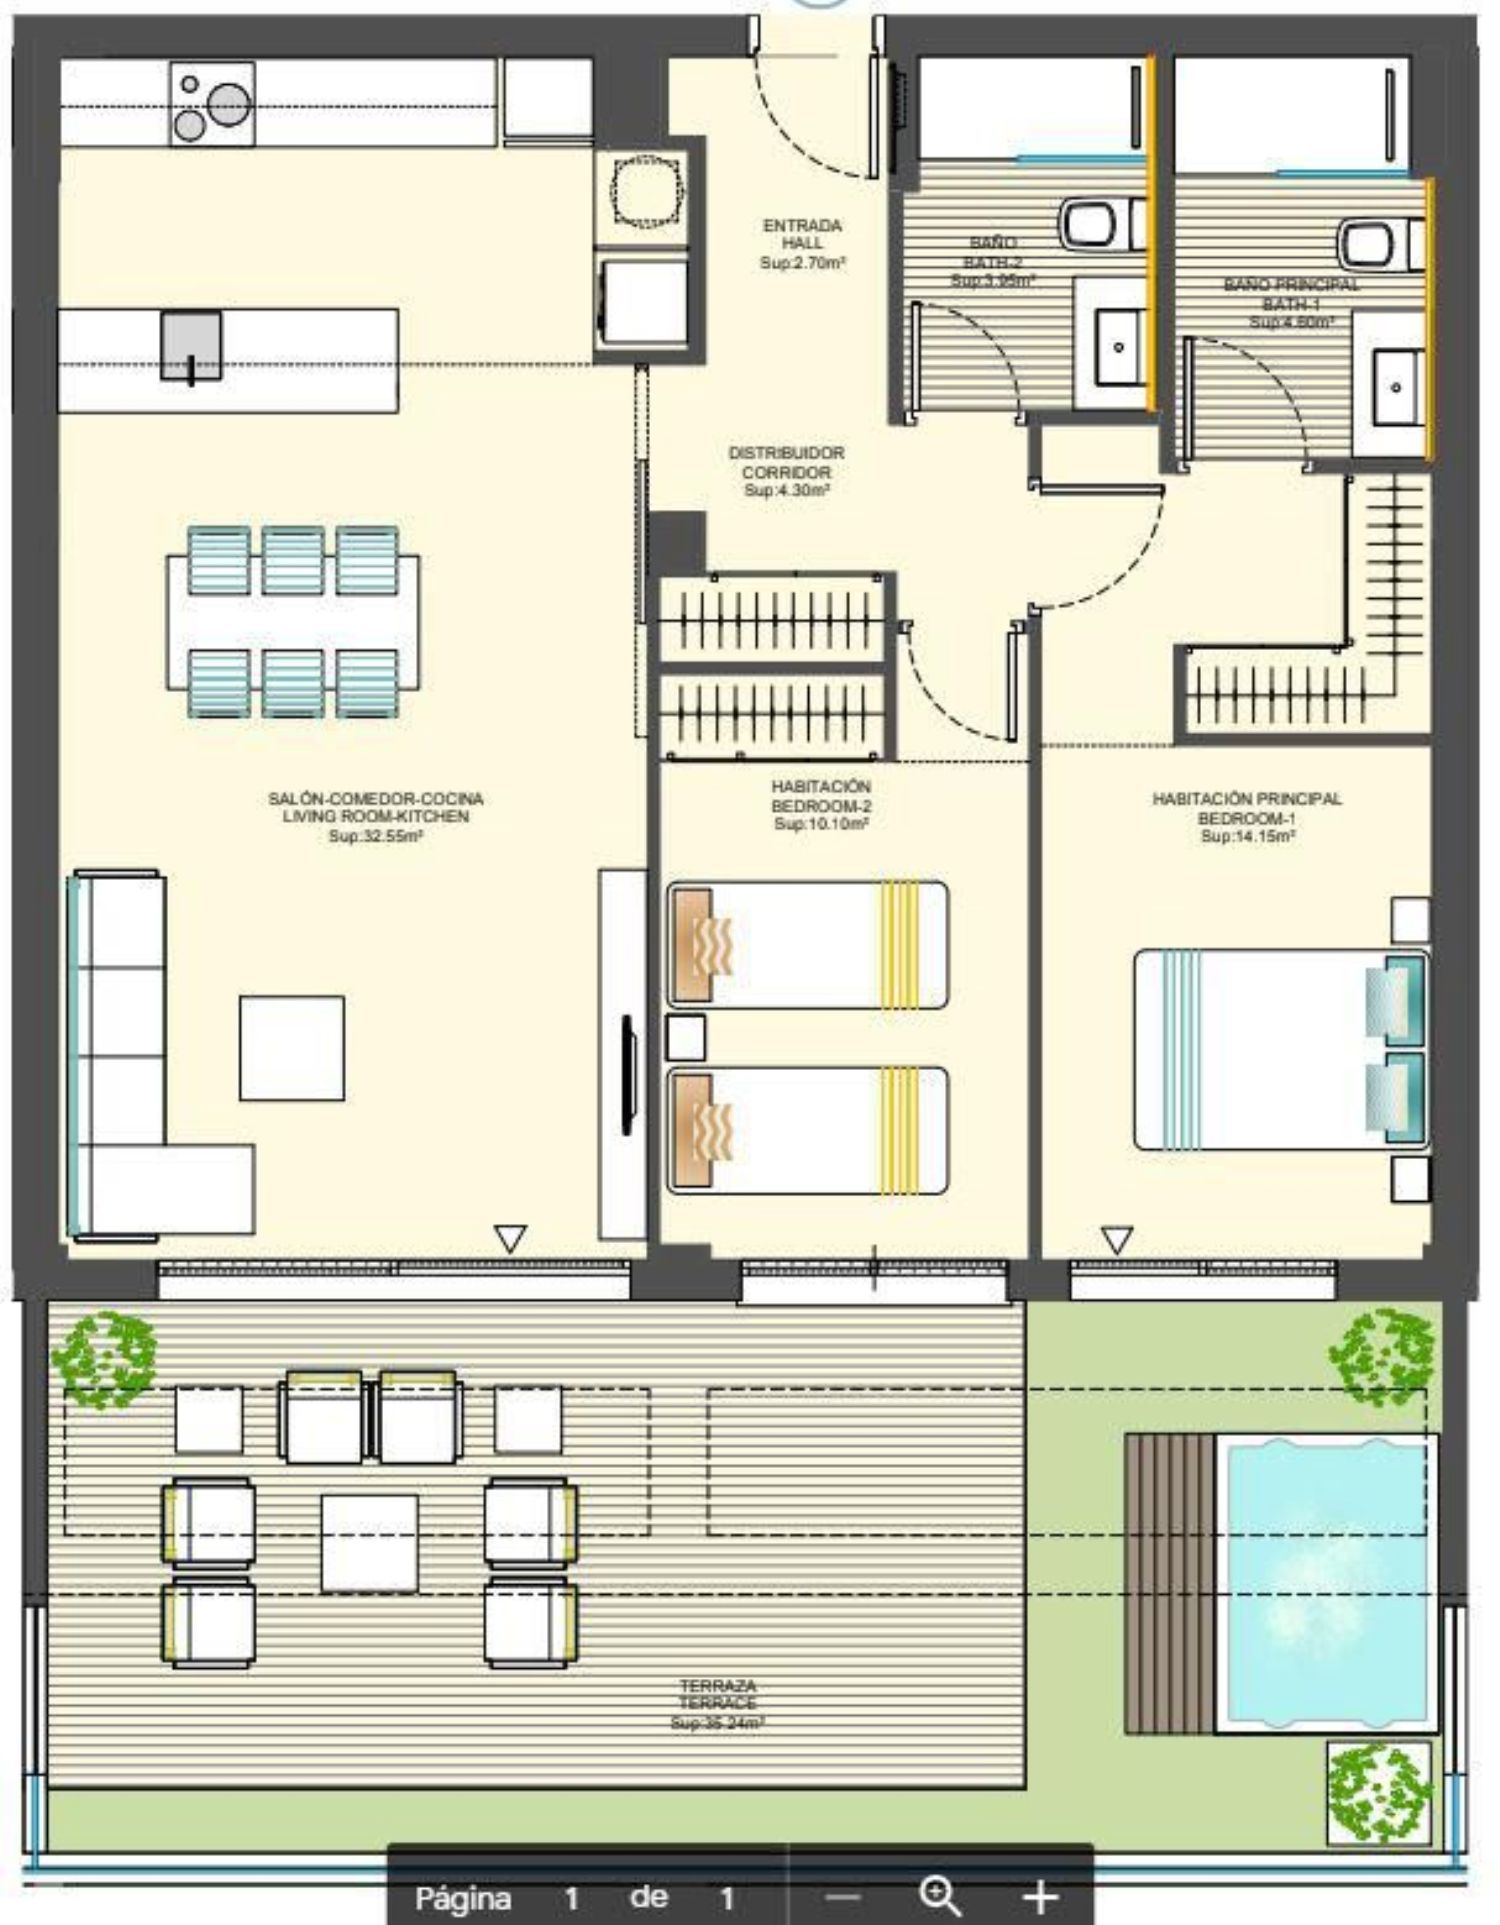 ENTRADA
HALL
Sup:2.70m²
BAÑO
BATH-2
Sup:3.95m²
BAÑO PRINCIPAL
BATH-1
Sup:4.60m²
DISTRIBUIDOR
CORRIDOR
Sup:4.30m²
SALÓN-COMEDOR-COCINA
LIVING ROOM-KITCHEN
Sup:32.55m²
HABITACIÓN
BEDROOM-2
Sup:10.10m²
HABITACIÓN PRINCIPAL
BEDROOM-1
Sup:14.15m²
TERRAZA
TERRACE
Sup:35.24m²
Página 1 de 1